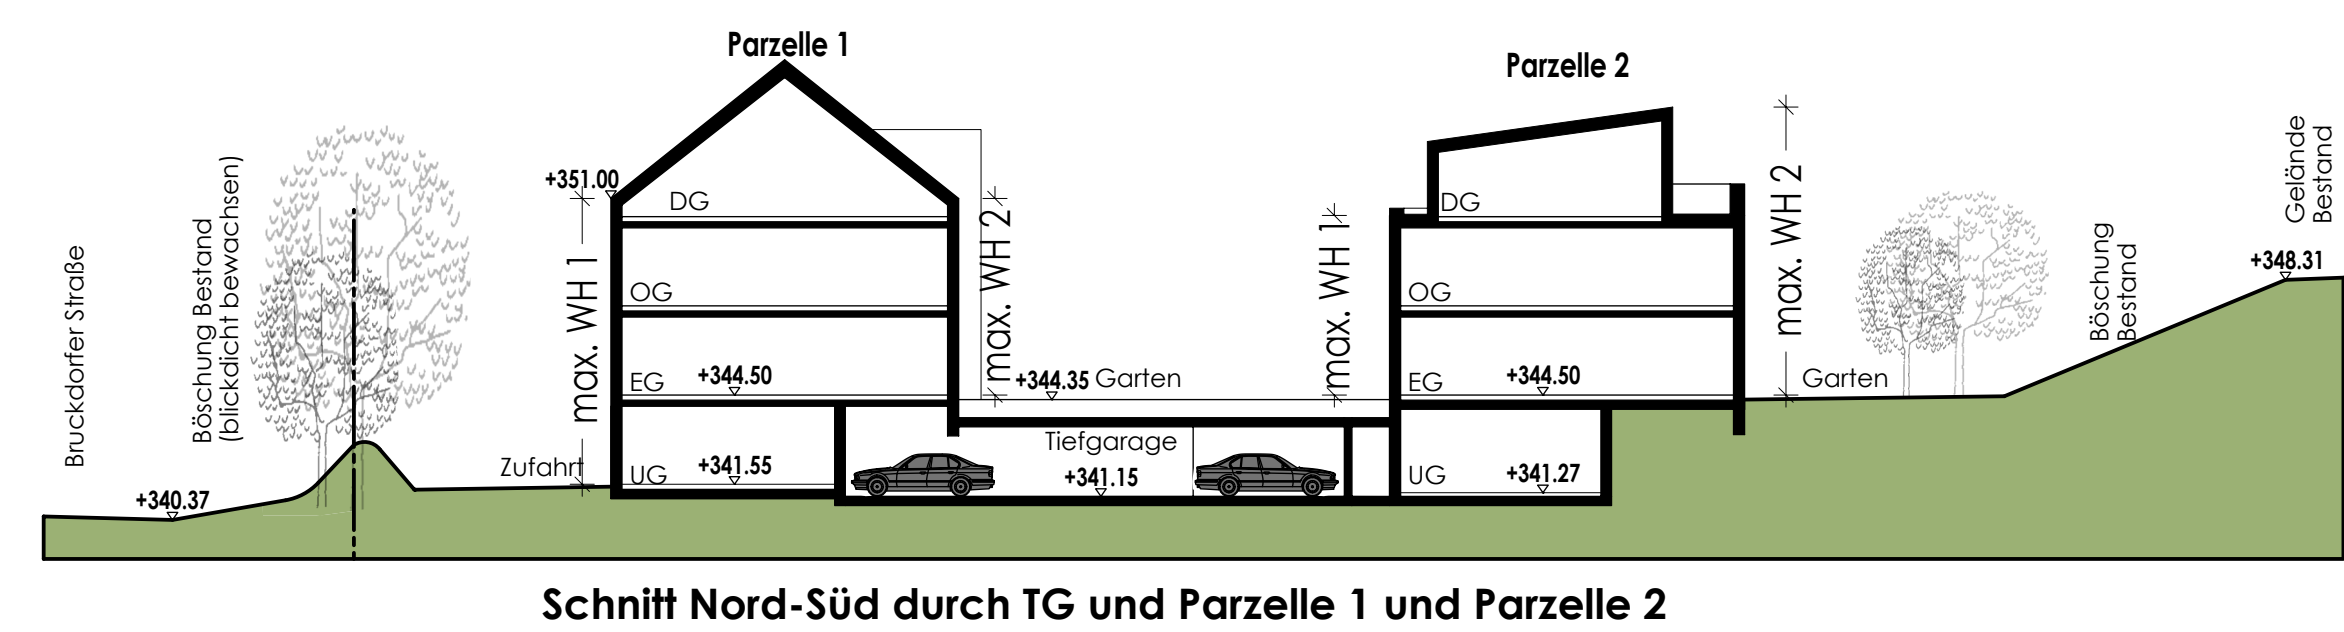 Parzelle 1
Parzelle 2
Bruckdorfer Straße
Böschung Bestand
(blickdicht bewachsen)
+340.37
Zufahrt
+351.00
max. WH 1
DG
OG
EG
+344.50
UG
+341.55
max. WH 2
+344.35 Garten
Tiefgarage
+341.15
max. WH 1
DG
OG
EG
+344.50
UG
+341.27
max. WH 2
Garten
Böschung
Bestand
Gelände
Bestand
+348.31
Schnitt Nord-Süd durch TG und Parzelle 1 und Parzelle 2